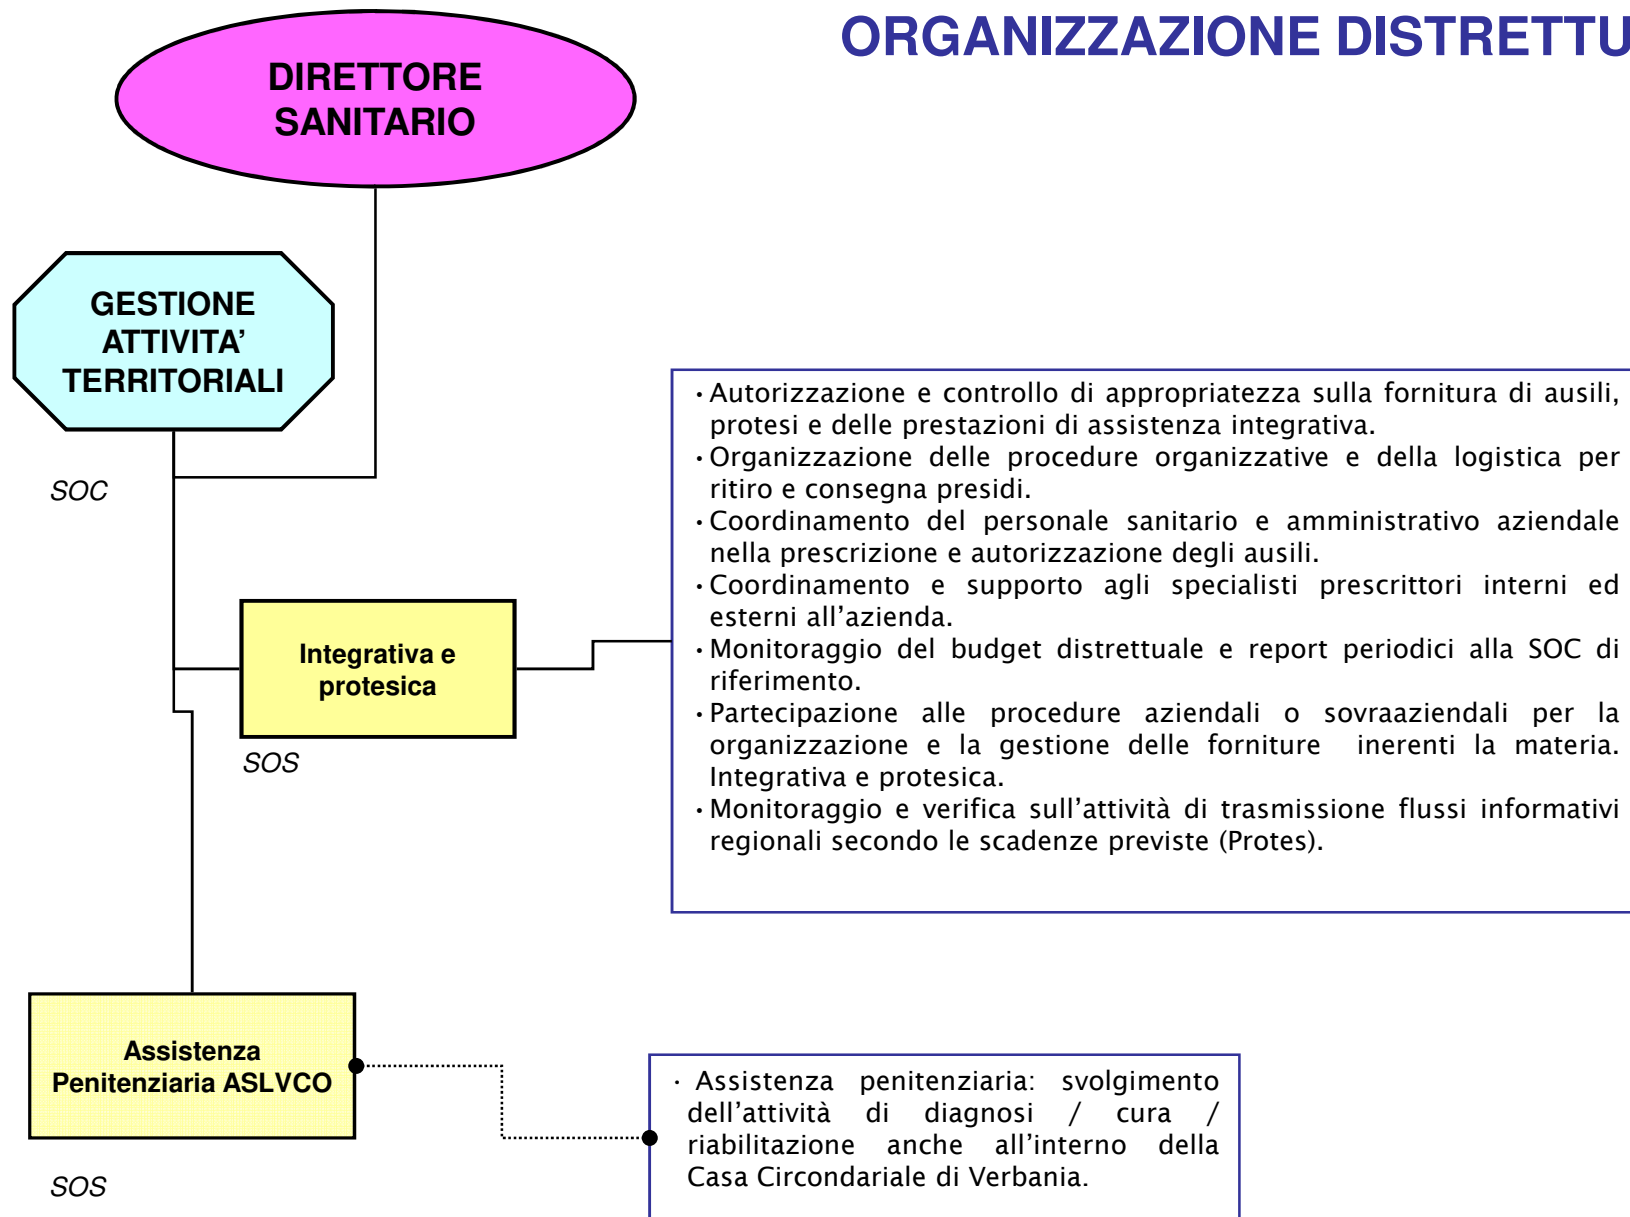 ORGANIZZAZIONE DISTRETTU
DIRETTORE
SANITARIO
GESTIONE
ATTIVITA’
TERRITORIALI
SOC
• Autorizzazione e controllo di appropriatezza sulla fornitura di ausili,
protesi e delle prestazioni di assistenza integrativa.
• Organizzazione delle procedure organizzative e della logistica per
ritiro e consegna presidi.
• Coordinamento del personale sanitario e amministrativo aziendale
nella prescrizione e autorizzazione degli ausili.
• Coordinamento e supporto agli specialisti prescrittori interni ed
esterni all’azienda.
• Monitoraggio del budget distrettuale e report periodici alla SOC di
riferimento.
• Partecipazione alle procedure aziendali o sovraaziendali per la
organizzazione e la gestione delle forniture inerenti la materia.
Integrativa e protesica.
• Monitoraggio e verifica sull’attività di trasmissione flussi informativi
regionali secondo le scadenze previste (Protes).
Integrativa e
protesica
SOS
Assistenza
Penitenziaria ASLVCO
SOS
• Assistenza penitenziaria: svolgimento
dell’attività di diagnosi / cura /
riabilitazione anche all’interno della
Casa Circondariale di Verbania.